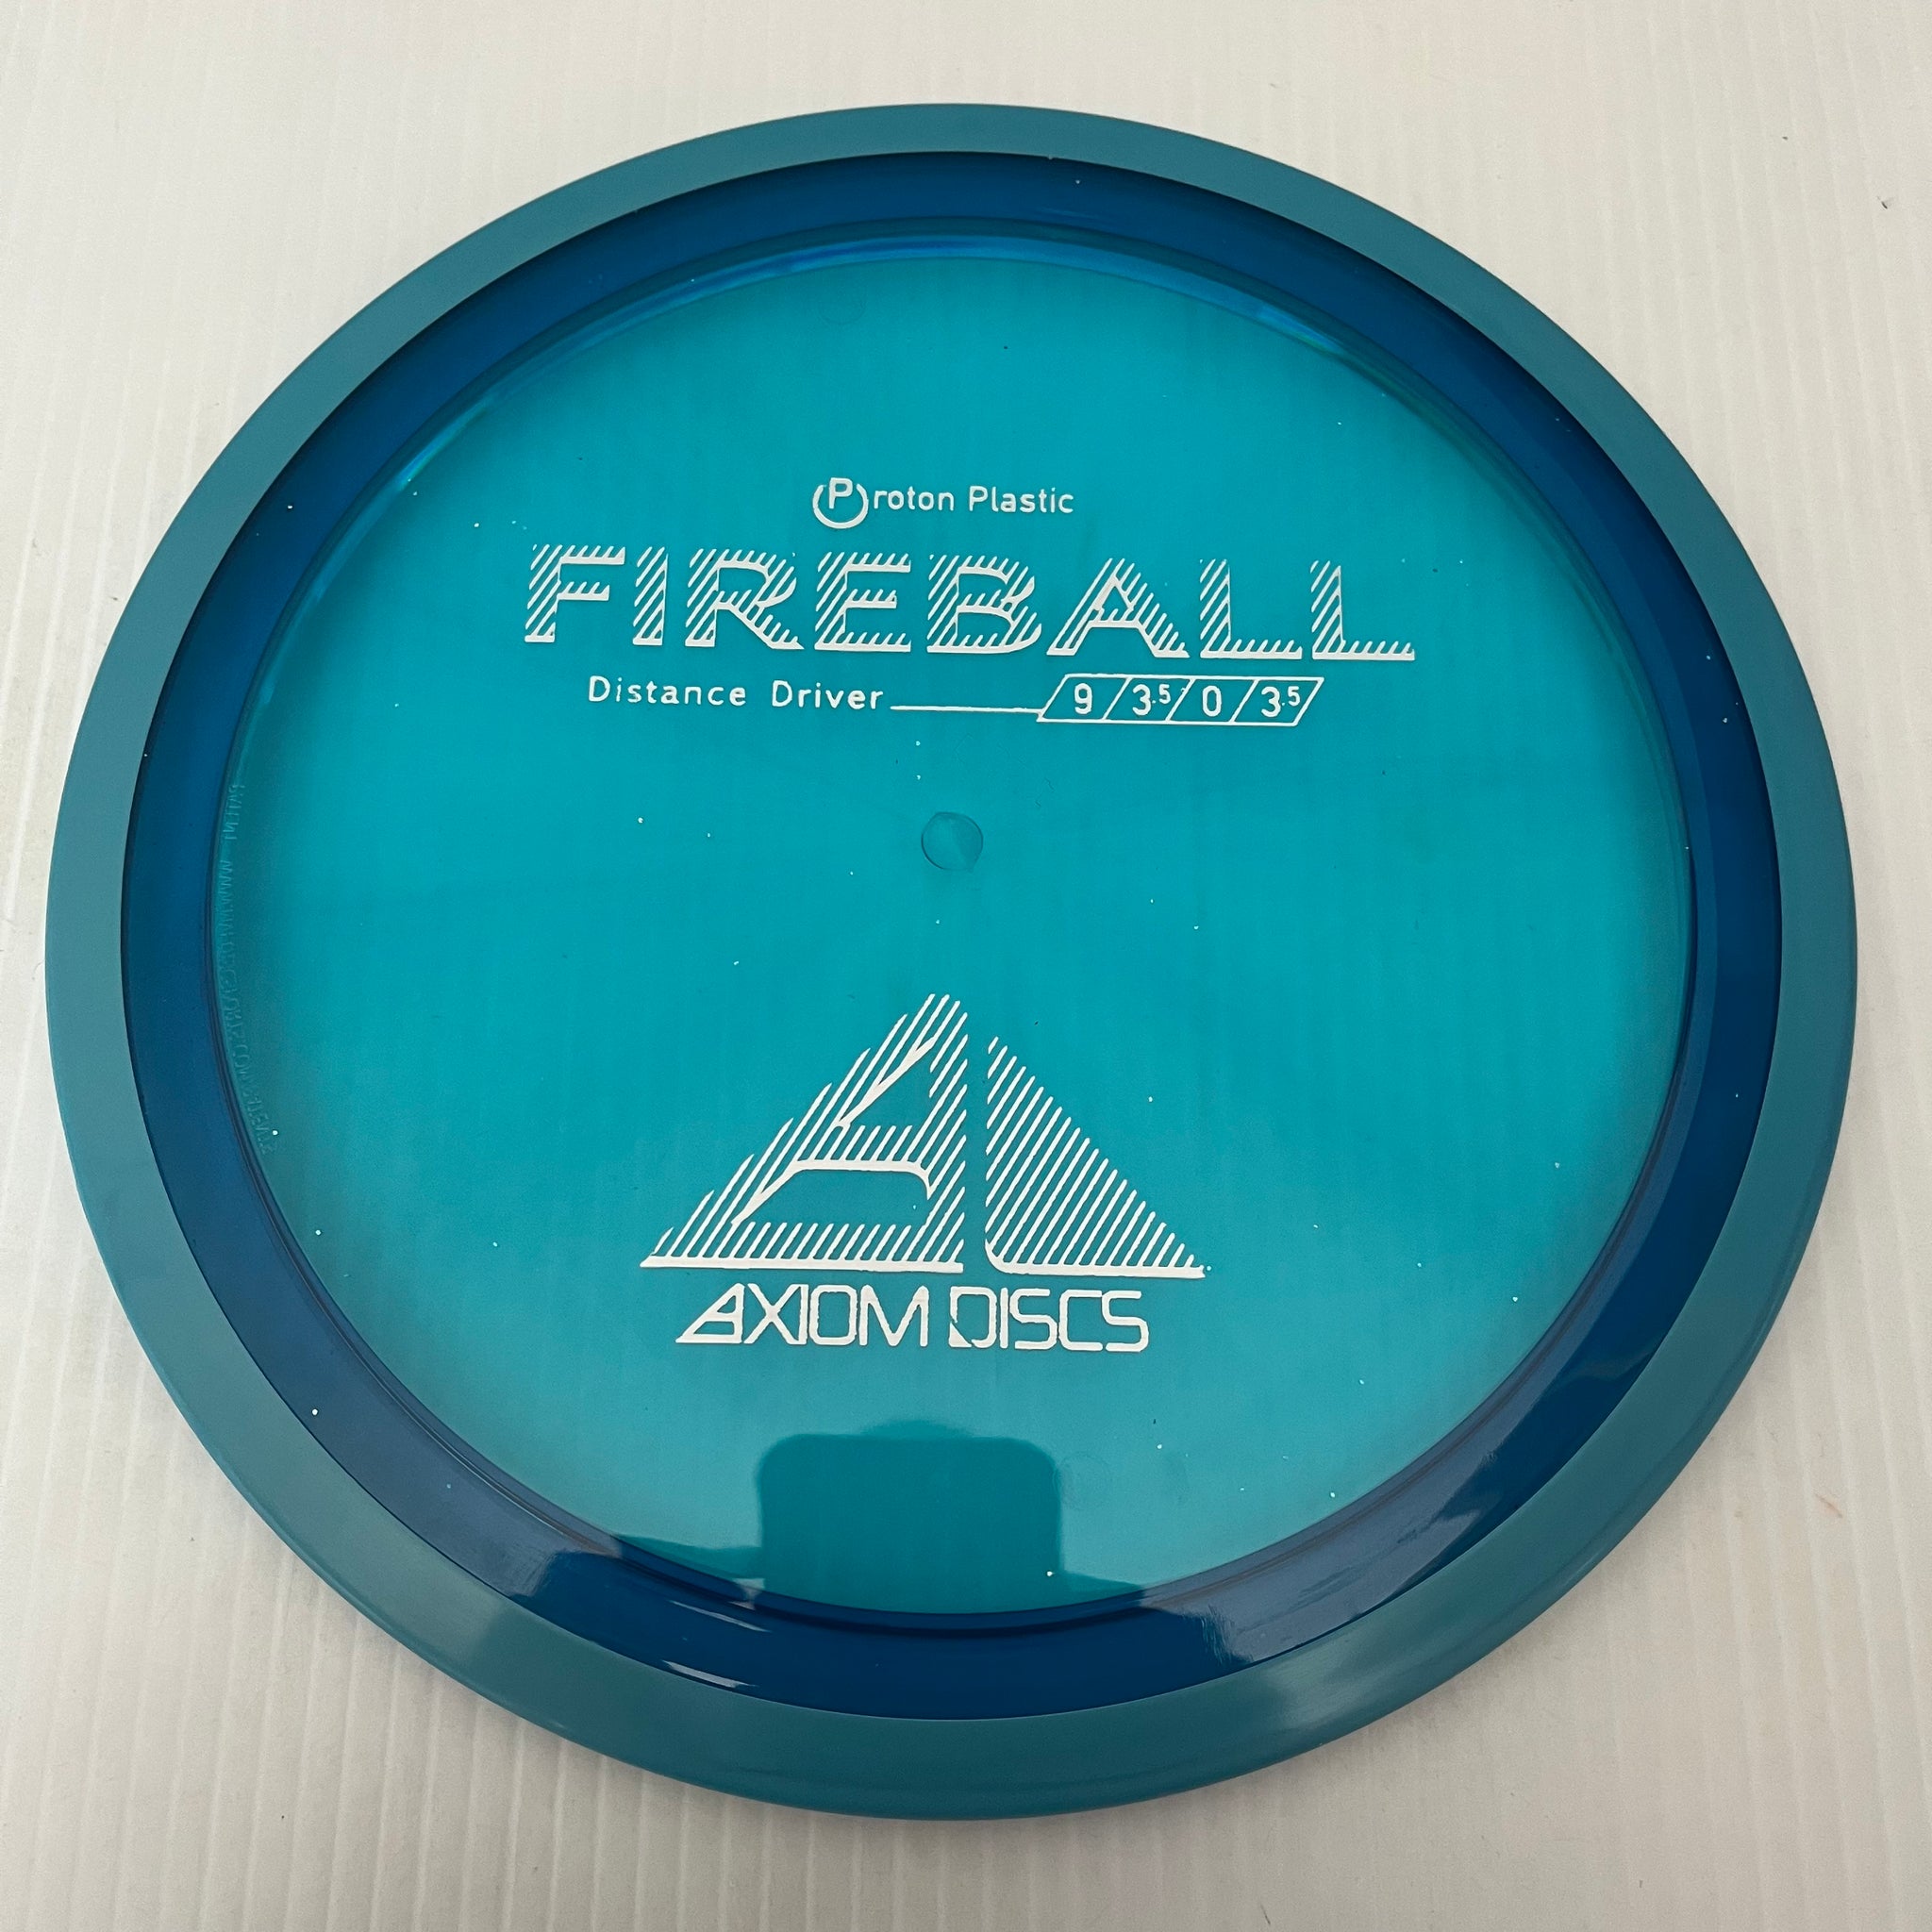 Proton Plastic
FIREBALL
Distance Driver 9/3.5/0/3.5
AXIOM DISCS